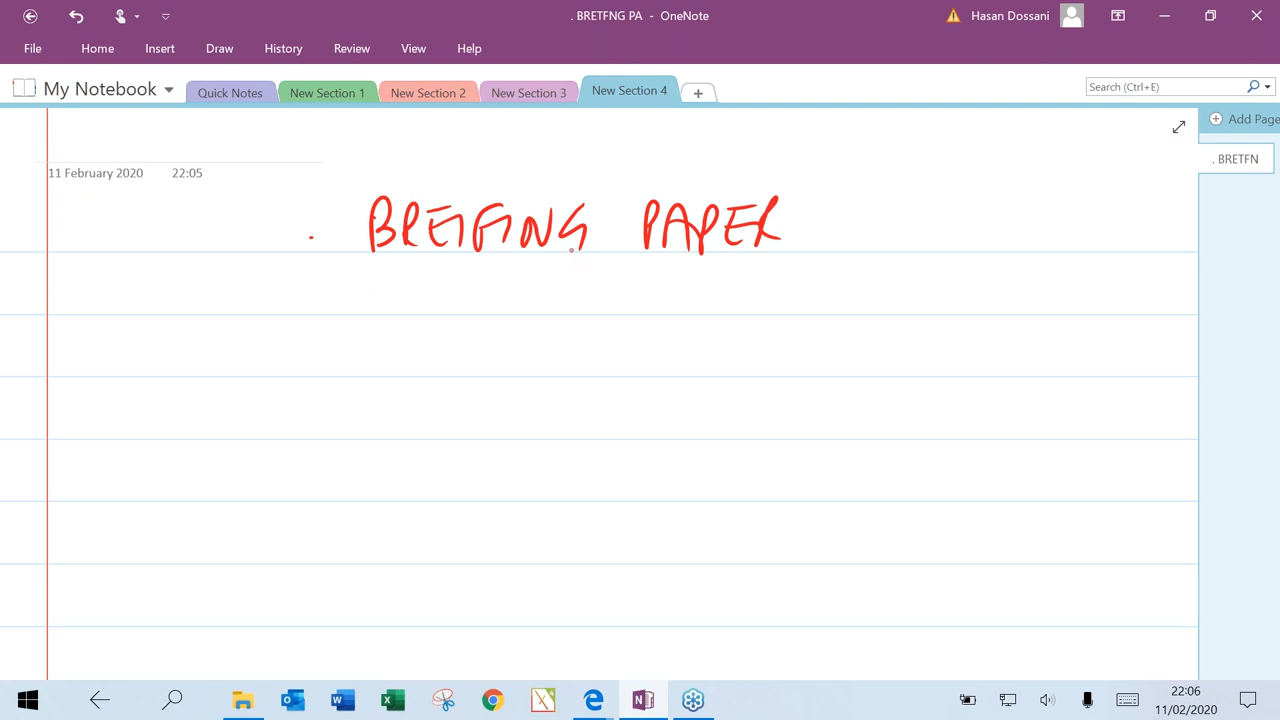 . BRETFNG PA - OneNote
Hasan Dossani
File Home Insert Draw History Review View Help
My Notebook
Quick Notes New Section 1 New Section 2 New Section 3 New Section 4 +
Search (Ctrl+E)
Add Page
. BRETFN
11 February 2020 22:05
. BRIEFING PAPER
22:06
11/02/2020